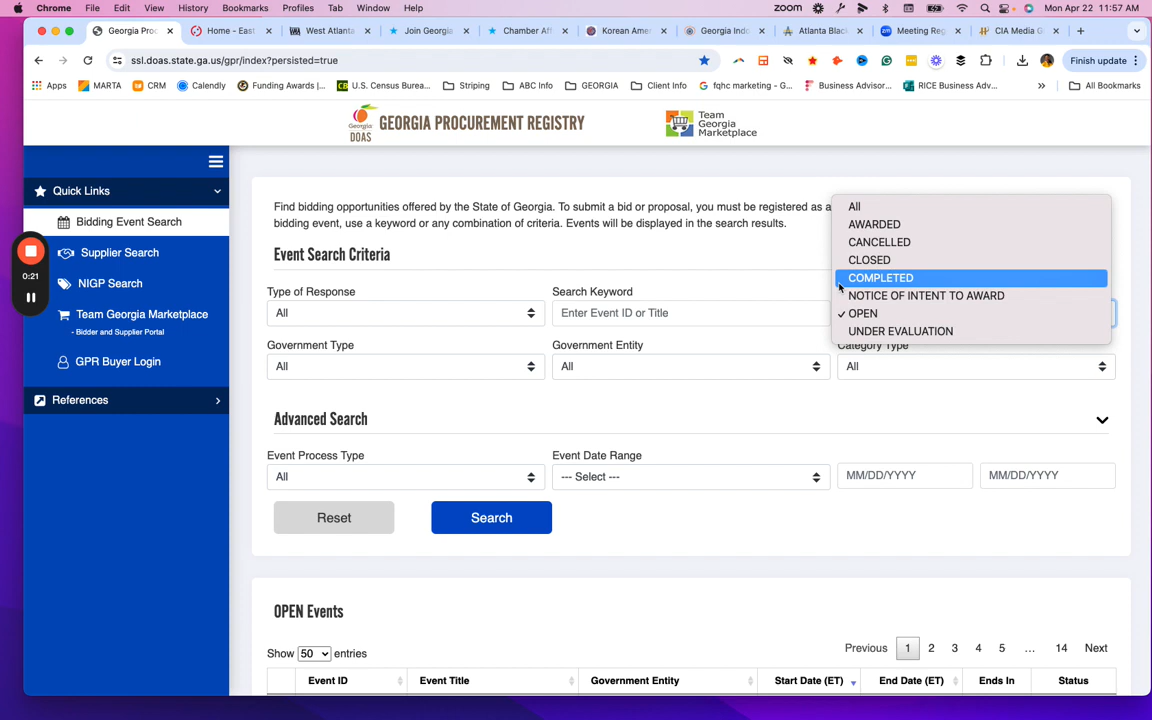 Chrome File Edit View History Bookmarks Profiles Tab Window Help zoom Mon Apr 22 11:57 AM
Georgia Proc Home - East West Atlanta Join Georgia Chamber Aff Korean Amer Georgia Indo Atlanta Black Meeting Reg CIA Media G
ssl.doas.state.ga.us/gpr/index?persisted=true Finish update
Apps MARTA CRM Calendly Funding Awards |... U.S. Census Burea... Striping ABC Info GEORGIA Client Info fqhc marketing - G... Business Advisor... RICE Business Adv... » All Bookmarks
DOAS GEORGIA PROCUREMENT REGISTRY
Team
Georgia
Marketplace
Quick Links
Bidding Event Search
Supplier Search
0:21
NIGP Search
Team Georgia Marketplace
- Bidder and Supplier Portal
GPR Buyer Login
References
Find bidding opportunities offered by the State of Georgia. To submit a bid or proposal, you must be registered as a
bidding event, use a keyword or any combination of criteria. Events will be displayed in the search results.
Event Search Criteria
All
AWARDED
CANCELLED
CLOSED
COMPLETED
NOTICE OF INTENT TO AWARD
✓ OPEN
UNDER EVALUATION
Type of Response Search Keyword
All Enter Event ID or Title
Government Type Government Entity Category Type
All All All
Advanced Search
Event Process Type Event Date Range
All --- Select --- MM/DD/YYYY MM/DD/YYYY
Reset Search
OPEN Events
Show 50 entries
Previous 1 2 3 4 5 ... 14 Next
Event ID Event Title Government Entity Start Date (ET) End Date (ET) Ends In Status